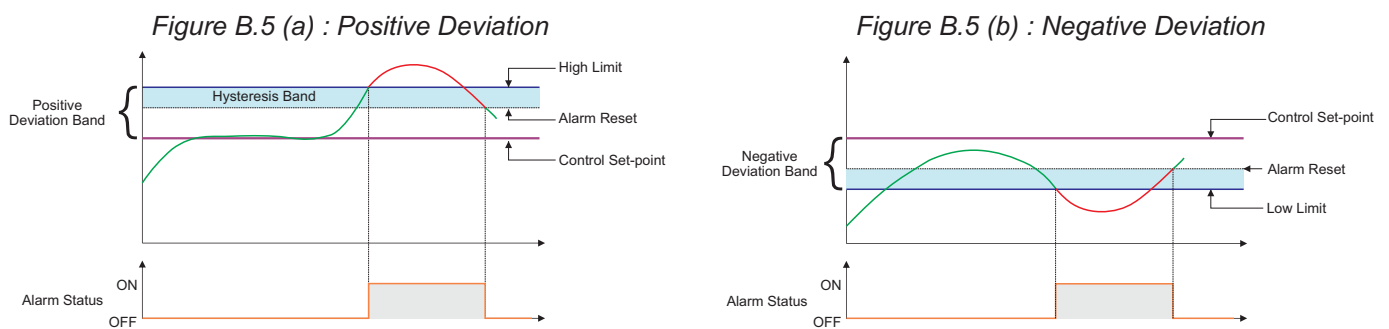 Figure B.5 (a) : Positive Deviation
High Limit
Hysteresis Band
Positive
Deviation Band
Alarm Reset
Control Set-point
ON
Alarm Status
OFF
Figure B.5 (b) : Negative Deviation
Control Set-point
Negative
Deviation Band
Alarm Reset
Low Limit
ON
Alarm Status
OFF